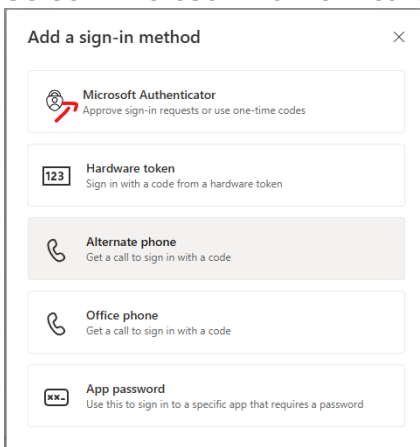 Add a sign-in method
Microsoft Authenticator
Approve sign-in requests or use one-time codes
123
Hardware token
Sign in with a code from a hardware token
Alternate phone
Get a call to sign in with a code
Office phone
Get a call to sign in with a code
App password
Use this to sign in to a specific app that requires a password